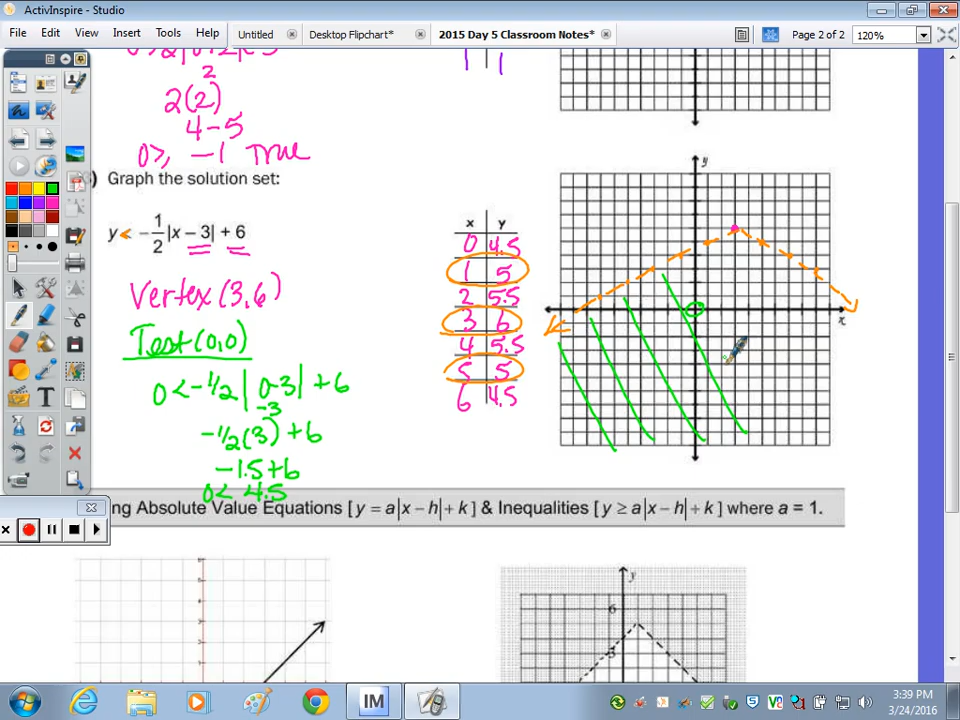 ActivInspire - Studio
File Edit View Insert Tools Help
Untitled Desktop Flipchart* 2015 Day 5 Classroom Notes* Page 2 of 2 120%
2
2(2)
4-5
0>, -1 True
) Graph the solution set:
y < -1/2|x - 3| + 6
Vertex (3,6)
Test (0,0)
0 < -1/2 | 0-3| + 6
-3
-1/2(3) + 6
-1.5+6
0 < 4.5
x y
0 4.5
1 5
2 5.5
3 6
4 5.5
5 5
6 4.5
y
x
ng Absolute Value Equations [ y = a|x - h| + k ] & Inequalities [ y ≥ a|x - h| + k ] where a = 1.
y
6
3
IM
3:39 PM
3/24/2016